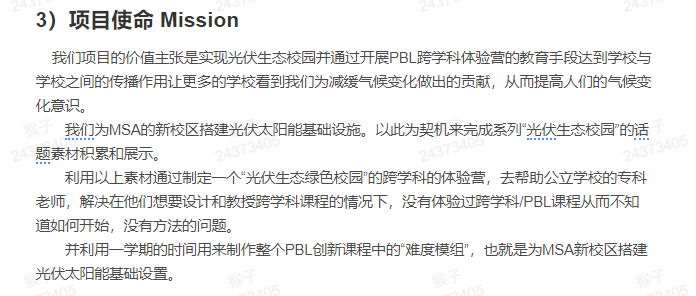 3）项目使命 Mission
我们项目的价值主张是实现光伏生态校园并通过开展PBL跨学科体验营的教育手段达到学校与
学校之间的传播作用让更多的学校看到我们为减缓气候变化做出的贡献，从而提高人们的气候变
化意识。
我们为MSA的新校区搭建光伏太阳能基础设施。以此为契机来完成系列“光伏生态校园”的话
题素材积累和展示。
利用以上素材通过制定一个“光伏生态绿色校园”的跨学科的体验营，去帮助公立学校的专科
老师，解决在他们想要设计和教授跨学科课程的情况下，没有体验过跨学科/PBL课程从而不知
道如何开始，没有方法的问题。
并利用一学期的时间用来制作整个PBL创新课程中的“难度模组”，也就是为MSA新校区搭建
光伏太阳能基础设置。
猴子
24373405